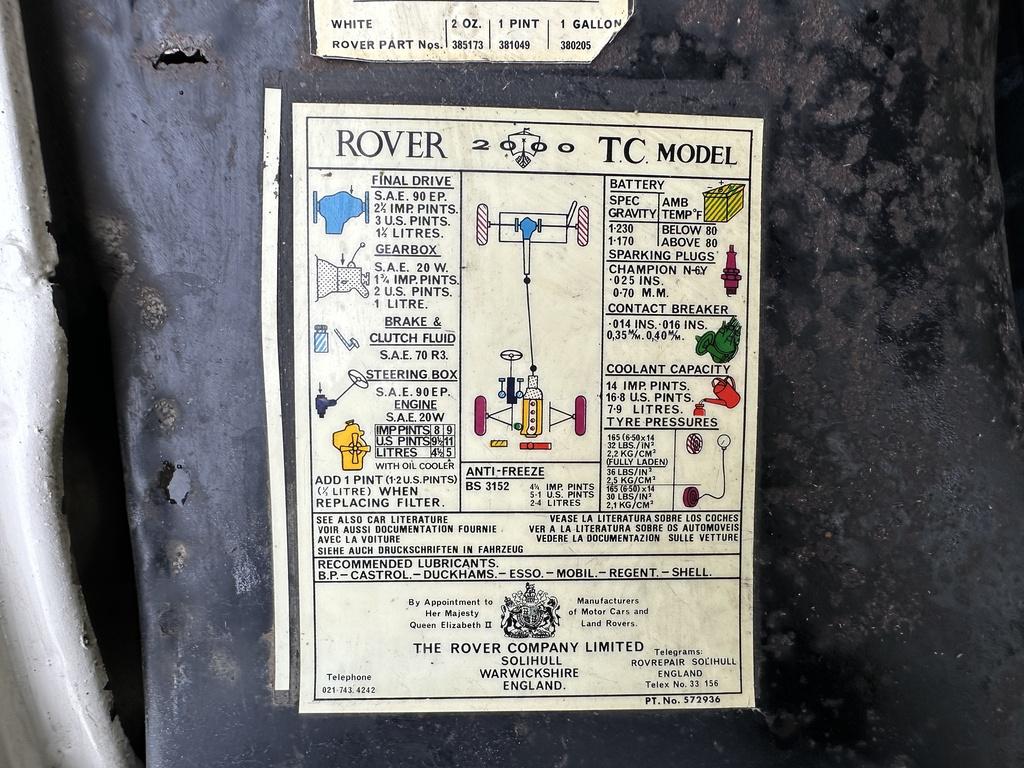 WHITE 2 OZ. 1 PINT 1 GALLON
ROVER PART Nos. 385173 381049 380205
ROVER 2000 T.C. MODEL
FINAL DRIVE
S.A.E. 90 EP.
2½ IMP. PINTS.
3 U.S. PINTS.
1½ LITRES.
GEARBOX
S.A.E. 20 W.
1¾ IMP. PINTS.
2 U.S. PINTS.
1 LITRE.
BRAKE &
CLUTCH FLUID
S.A.E. 70 R3.
STEERING BOX
S.A.E. 90 EP.
ENGINE
S.A.E. 20W
IMP PINTS 8 9
U.S PINTS 9½ 11
LITRES 4½ 5
WITH OIL COOLER
ADD 1 PINT (1·2 U.S.PINTS)
(½ LITRE) WHEN
REPLACING FILTER.
ANTI-FREEZE
BS 3152 4¼ IMP. PINTS
5·1 U.S. PINTS
2·4 LITRES
BATTERY
SPEC GRAVITY AMB TEMP°F
1·230 BELOW 80
1·170 ABOVE 80
SPARKING PLUGS
CHAMPION N-6Y
·025 INS.
0·70 M.M.
CONTACT BREAKER
·014 INS.·016 INS.
0,35 M/M. 0,40 M/M.
COOLANT CAPACITY
14 IMP. PINTS.
16·8 U.S. PINTS.
7·9 LITRES.
TYRE PRESSURES
165 (6·50)x14
32 LBS./IN²
2,2 KG/CM²
(FULLY LADEN)
36 LBS/IN²
2,5 KG/CM²
165 (6·50)x14
30 LBS/IN²
2,1 KG/CM²
SEE ALSO CAR LITERATURE
VOIR AUSSI DOCUMENTATION FOURNIE
AVEC LA VOITURE
SIEHE AUCH DRUCKSCHRIFTEN IN FAHRZEUG
VEASE LA LITERATURA SOBRE LOS COCHES
VER A LA LITERATURA SOBRE OS AUTOMOVEIS
VEDERE LA DOCUMENTAZION SULLE VETTURE
RECOMMENDED LUBRICANTS.
B.P.– CASTROL.– DUCKHAMS.– ESSO.– MOBIL.– REGENT.– SHELL.
By Appointment to
Her Majesty
Queen Elizabeth II
Manufacturers
of Motor Cars and
Land Rovers.
THE ROVER COMPANY LIMITED
SOLIHULL
WARWICKSHIRE
ENGLAND.
Telephone
021·743. 4242
Telegrams:
ROVREPAIR SOLIHULL
ENGLAND
Telex No. 33 156
PT. No. 572936